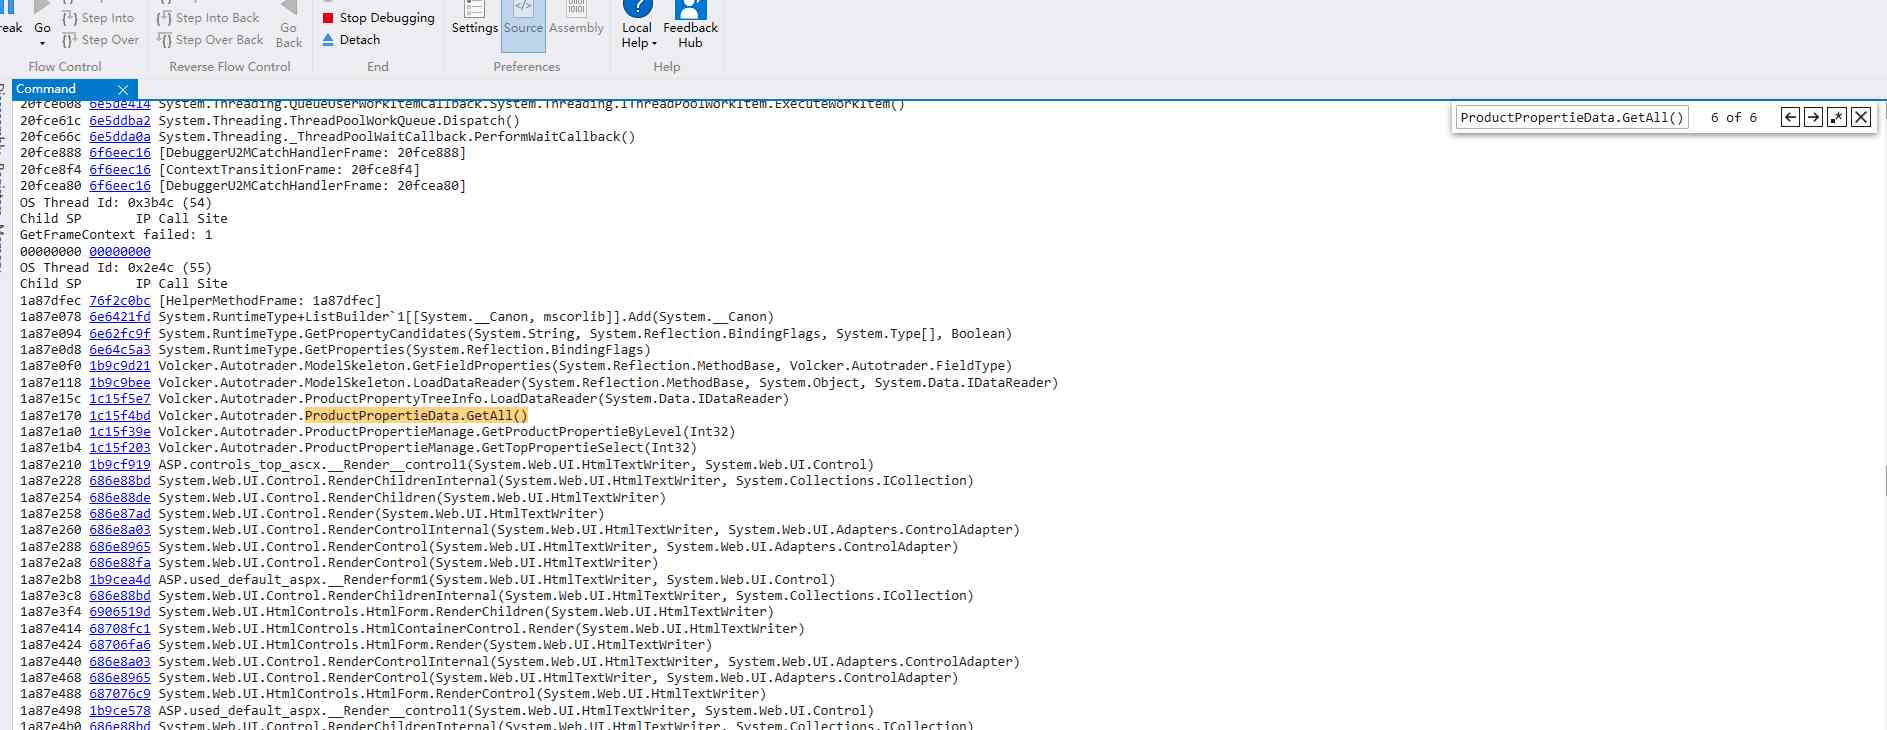 Step Into
Step Into Back
Stop Debugging
Go
Step Over
Step Over Back
Go Back
Detach
Settings
Source
Assembly
Local Help
Feedback Hub
Flow Control
Reverse Flow Control
End
Preferences
Help
Command
ProductPropertieData.GetAll()
6 of 6
20fce608 6e5de414 System.Threading.QueueUserWorkItemCallback.System.Threading.IThreadPoolWorkItem.ExecuteWorkItem()
20fce61c 6e5ddba2 System.Threading.ThreadPoolWorkQueue.Dispatch()
20fce66c 6e5dda0a System.Threading._ThreadPoolWaitCallback.PerformWaitCallback()
20fce888 6f6eec16 [DebuggerU2MCatchHandlerFrame: 20fce888]
20fce8f4 6f6eec16 [ContextTransitionFrame: 20fce8f4]
20fcea80 6f6eec16 [DebuggerU2MCatchHandlerFrame: 20fcea80]
OS Thread Id: 0x3b4c (54)
Child SP       IP Call Site
GetFrameContext failed: 1
00000000 00000000
OS Thread Id: 0x2e4c (55)
Child SP       IP Call Site
1a87dfec 76f2c0bc [HelperMethodFrame: 1a87dfec]
1a87e078 6e6421fd System.RuntimeType+ListBuilder`1[[System.__Canon, mscorlib]].Add(System.__Canon)
1a87e094 6e62fc9f System.RuntimeType.GetPropertyCandidates(System.String, System.Reflection.BindingFlags, System.Type[], Boolean)
1a87e0d8 6e64c5a3 System.RuntimeType.GetProperties(System.Reflection.BindingFlags)
1a87e0f0 1b9c9d21 Volcker.Autotrader.ModelSkeleton.GetFieldProperties(System.Reflection.MethodBase, Volcker.Autotrader.FieldType)
1a87e118 1b9c9bee Volcker.Autotrader.ModelSkeleton.LoadDataReader(System.Reflection.MethodBase, System.Object, System.Data.IDataReader)
1a87e15c 1c15f5e7 Volcker.Autotrader.ProductPropertyTreeInfo.LoadDataReader(System.Data.IDataReader)
1a87e170 1c15f4bd Volcker.Autotrader.ProductPropertieData.GetAll()
1a87e1a0 1c15f39e Volcker.Autotrader.ProductPropertieManage.GetProductPropertieByLevel(Int32)
1a87e1b4 1c15f203 Volcker.Autotrader.ProductPropertieManage.GetTopPropertieSelect(Int32)
1a87e210 1b9cf919 ASP.controls_top_ascx.__Render__control1(System.Web.UI.HtmlTextWriter, System.Web.UI.Control)
1a87e228 686e88bd System.Web.UI.Control.RenderChildrenInternal(System.Web.UI.HtmlTextWriter, System.Collections.ICollection)
1a87e254 686e88de System.Web.UI.Control.RenderChildren(System.Web.UI.HtmlTextWriter)
1a87e258 686e87ad System.Web.UI.Control.Render(System.Web.UI.HtmlTextWriter)
1a87e260 686e8a03 System.Web.UI.Control.RenderControlInternal(System.Web.UI.HtmlTextWriter, System.Web.UI.Adapters.ControlAdapter)
1a87e288 686e8965 System.Web.UI.Control.RenderControl(System.Web.UI.HtmlTextWriter, System.Web.UI.Adapters.ControlAdapter)
1a87e2a8 686e88fa System.Web.UI.Control.RenderControl(System.Web.UI.HtmlTextWriter)
1a87e2b8 1b9cea4d ASP.used_default_aspx.__Renderform1(System.Web.UI.HtmlTextWriter, System.Web.UI.Control)
1a87e3c8 686e88bd System.Web.UI.Control.RenderChildrenInternal(System.Web.UI.HtmlTextWriter, System.Collections.ICollection)
1a87e3f4 6906519d System.Web.UI.HtmlControls.HtmlForm.RenderChildren(System.Web.UI.HtmlTextWriter)
1a87e414 68708fc1 System.Web.UI.HtmlControls.HtmlContainerControl.Render(System.Web.UI.HtmlTextWriter)
1a87e424 68706fa6 System.Web.UI.HtmlControls.HtmlForm.Render(System.Web.UI.HtmlTextWriter)
1a87e440 686e8a03 System.Web.UI.Control.RenderControlInternal(System.Web.UI.HtmlTextWriter, System.Web.UI.Adapters.ControlAdapter)
1a87e468 686e8965 System.Web.UI.Control.RenderControl(System.Web.UI.HtmlTextWriter, System.Web.UI.Adapters.ControlAdapter)
1a87e488 687076c9 System.Web.UI.HtmlControls.HtmlForm.RenderControl(System.Web.UI.HtmlTextWriter)
1a87e498 1b9ce578 ASP.used_default_aspx.__Render__control1(System.Web.UI.HtmlTextWriter, System.Web.UI.Control)
1a87e4b0 686e88bd System.Web.UI.Control.RenderChildrenInternal(System.Web.UI.HtmlTextWriter, System.Collections.ICollection)